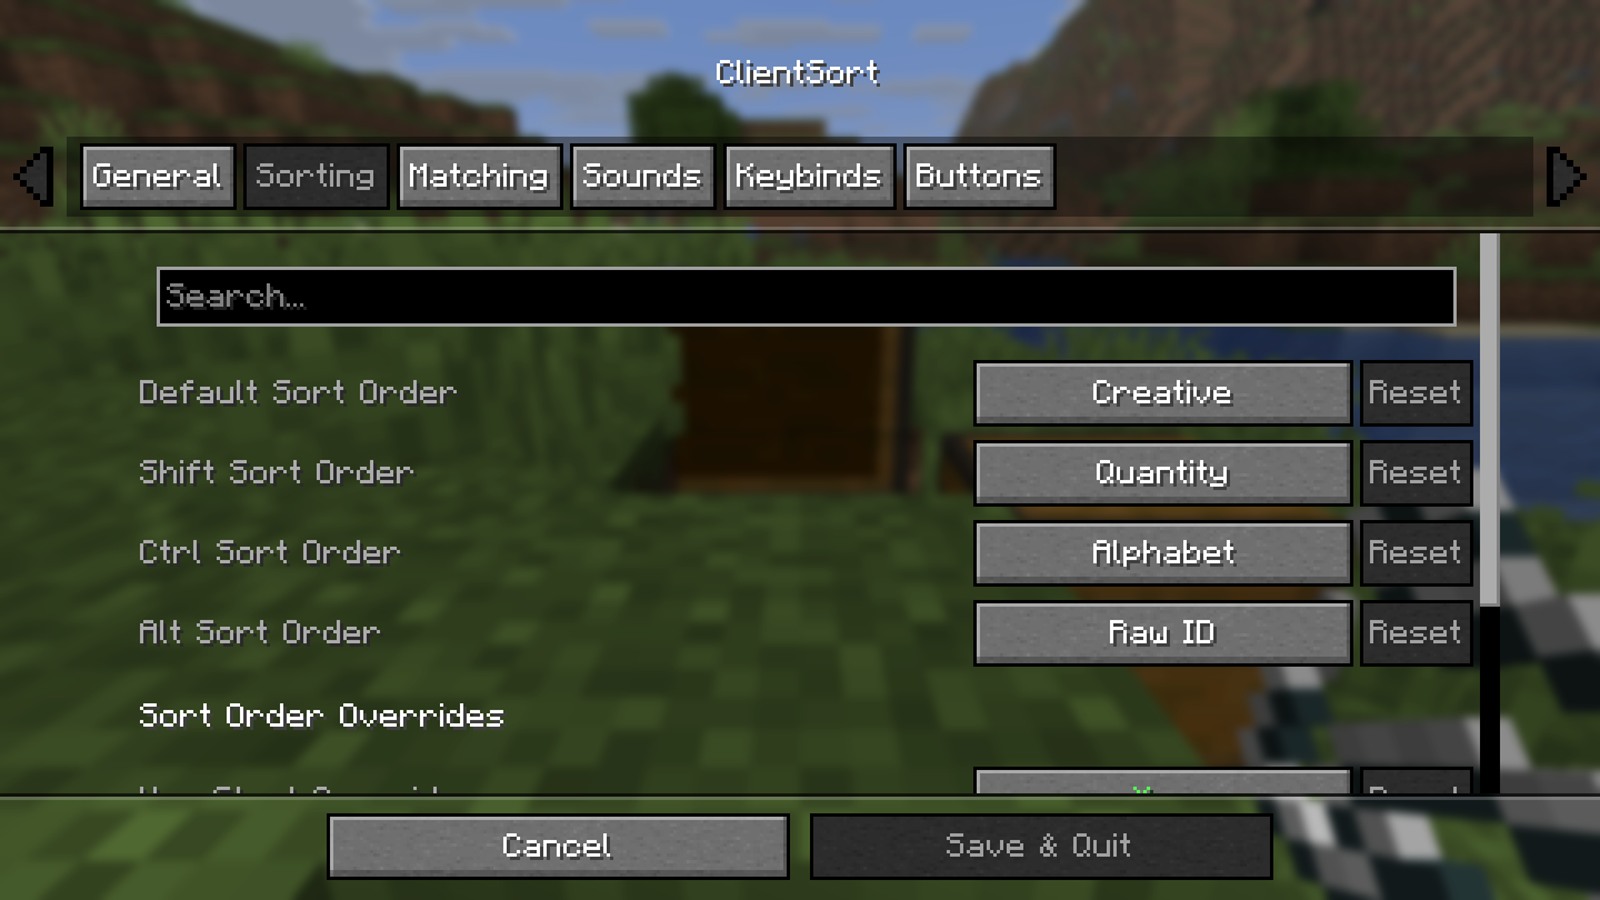 ClientSort
General Sorting Matching Sounds Keybinds Buttons
Search...
Default Sort Order Creative Reset
Shift Sort Order Quantity Reset
Ctrl Sort Order Alphabet Reset
Alt Sort Order Raw ID Reset
Sort Order Overrides
Cancel Save & Quit